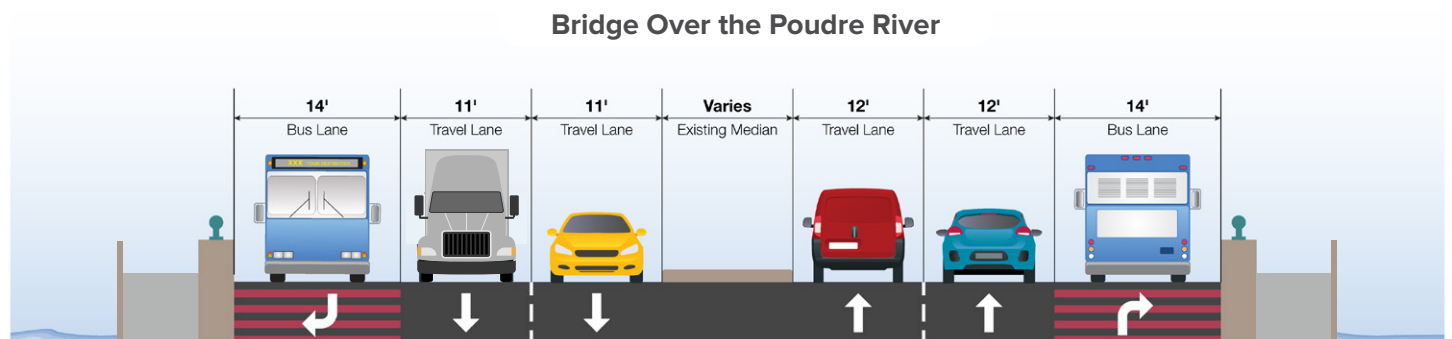 Bridge Over the Poudre River
14' 11' 11' Varies 12' 12' 14'
Bus Lane Travel Lane Travel Lane Existing Median Travel Lane Travel Lane Bus Lane